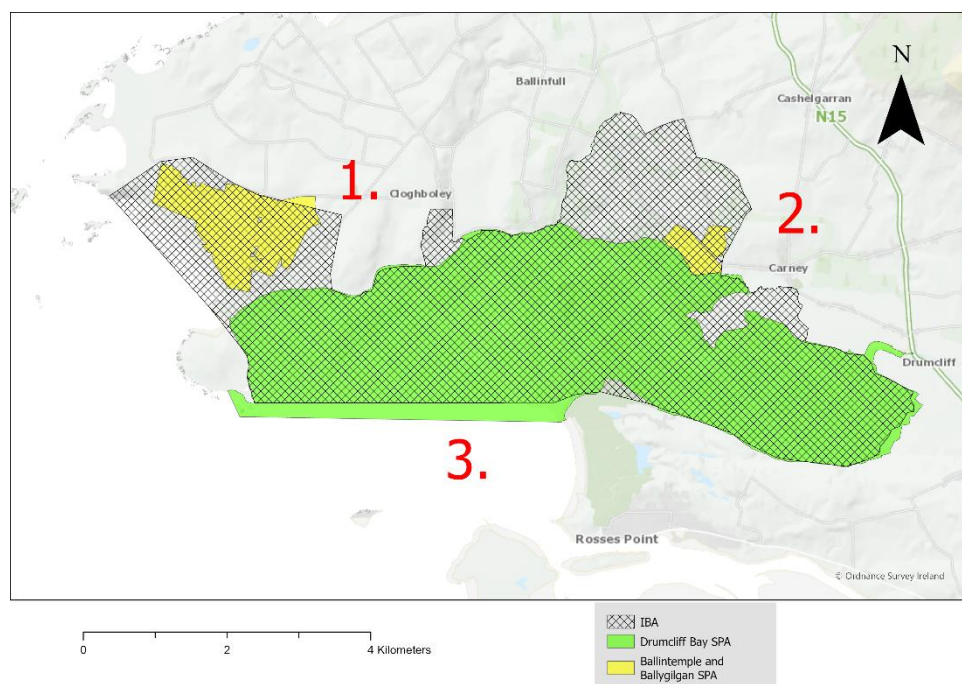 N
Ballinfull
Cashelgarran
N15
1.
Cloghboley
2.
Carney
Drumcliff
3.
Rosses Point
© Ordnance Survey Ireland
0 2 4 Kilometers
IBA
Drumcliff Bay SPA
Ballintemple and
Ballygilgan SPA